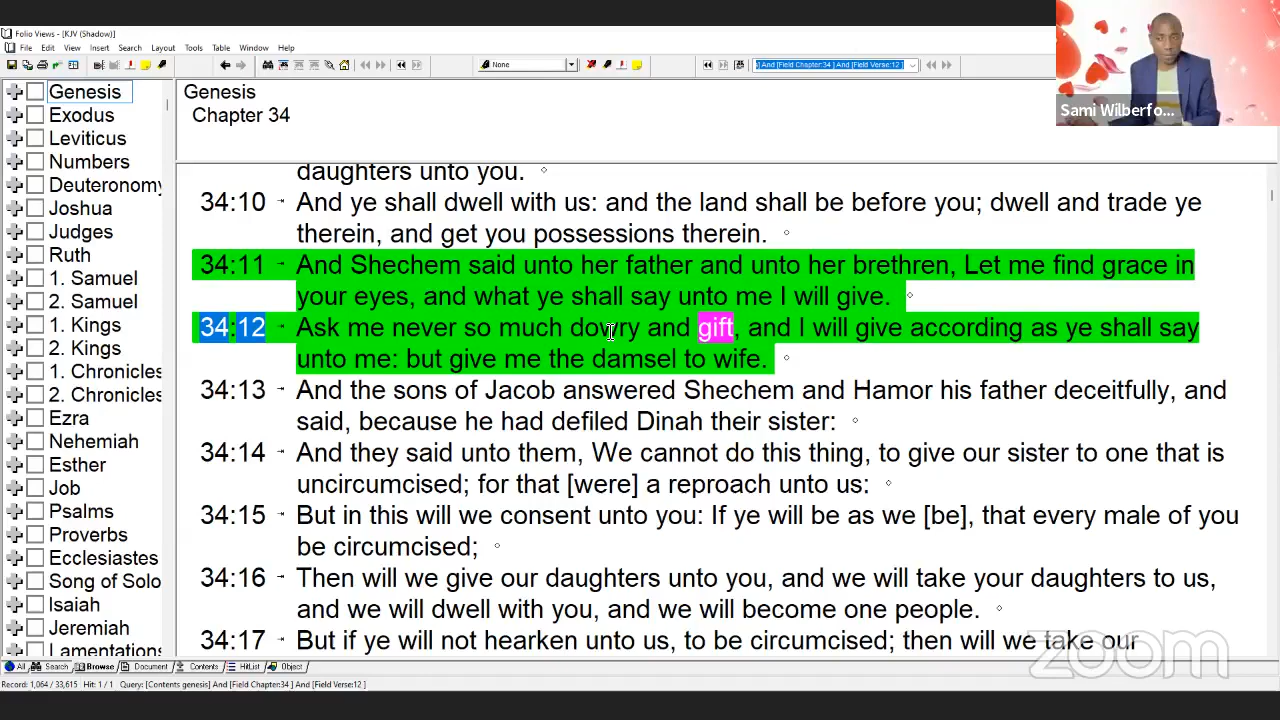 Folio Views - [KJV (Shadow)]
File Edit View Insert Search Layout Tools Table Window Help
None
And [Field Chapter:34 ] And [Field Verse:12 ]
Sami Wilberfo...
Genesis
Exodus
Leviticus
Numbers
Deuteronomy
Joshua
Judges
Ruth
1. Samuel
2. Samuel
1. Kings
2. Kings
1. Chronicles
2. Chronicles
Ezra
Nehemiah
Esther
Job
Psalms
Proverbs
Ecclesiastes
Song of Solo
Isaiah
Jeremiah
Lamentations
Genesis
Chapter 34
daughters unto you.
34:10 And ye shall dwell with us: and the land shall be before you; dwell and trade ye
therein, and get you possessions therein.
34:11 And Shechem said unto her father and unto her brethren, Let me find grace in
your eyes, and what ye shall say unto me I will give.
34:12 Ask me never so much dowry and gift, and I will give according as ye shall say
unto me: but give me the damsel to wife.
34:13 And the sons of Jacob answered Shechem and Hamor his father deceitfully, and
said, because he had defiled Dinah their sister:
34:14 And they said unto them, We cannot do this thing, to give our sister to one that is
uncircumcised; for that [were] a reproach unto us:
34:15 But in this will we consent unto you: If ye will be as we [be], that every male of you
be circumcised;
34:16 Then will we give our daughters unto you, and we will take your daughters to us,
and we will dwell with you, and we will become one people.
34:17 But if ye will not hearken unto us, to be circumcised; then will we take our
zoom
All Search Browse Document Contents HitList Object
Record: 1,064 / 33,615 Hit: 1 / 1 Query: [Contents genesis] And [Field Chapter:34 ] And [Field Verse:12 ]